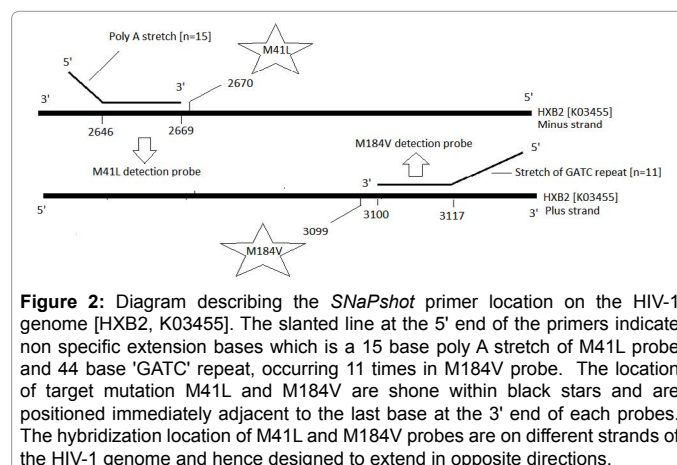 Poly A stretch [n=15]
M41L
5'
3'
2670
3'
5'
HXB2 [K03455]
Minus strand
2646
2669
M184V detection probe
5'
M41L detection probe
Stretch of GATC repeat [n=11]
3'
HXB2 [K03455]
Plus strand
5'
3100
3117
3'
3099
M184V
Figure 2: Diagram describing the SNaPshot primer location on the HIV-1
genome [HXB2, K03455]. The slanted line at the 5' end of the primers indicate
non specific extension bases which is a 15 base poly A stretch of M41L probe
and 44 base 'GATC' repeat, occurring 11 times in M184V probe. The location
of target mutation M41L and M184V are shone within black stars and are
positioned immediately adjacent to the last base at the 3' end of each probes.
The hybridization location of M41L and M184V probes are on different strands of
the HIV-1 genome and hence designed to extend in opposite directions.